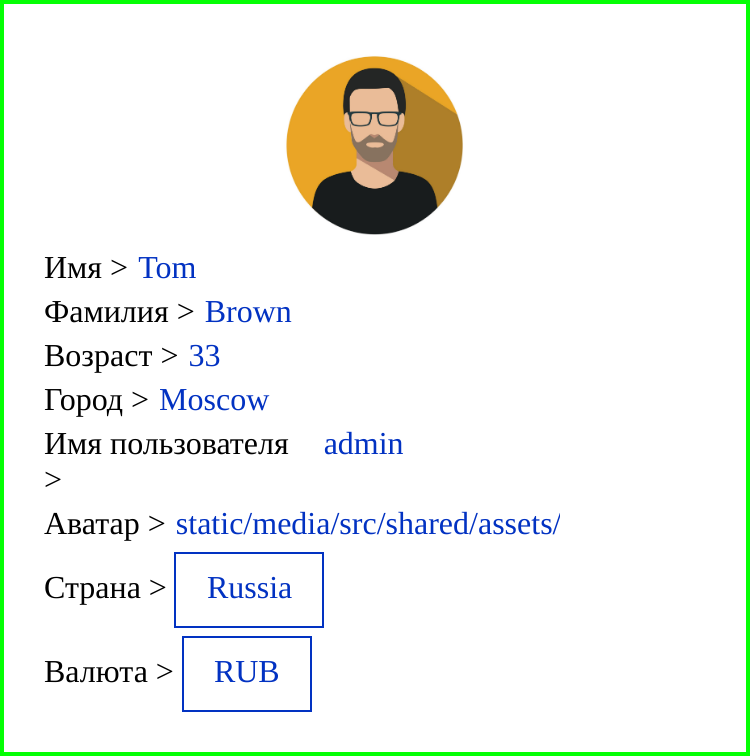 Имя > Tom
Фамилия > Brown
Возраст > 33
Город > Moscow
Имя пользователя admin
>
Аватар > static/media/src/shared/assets/
Страна > Russia
Валюта > RUB